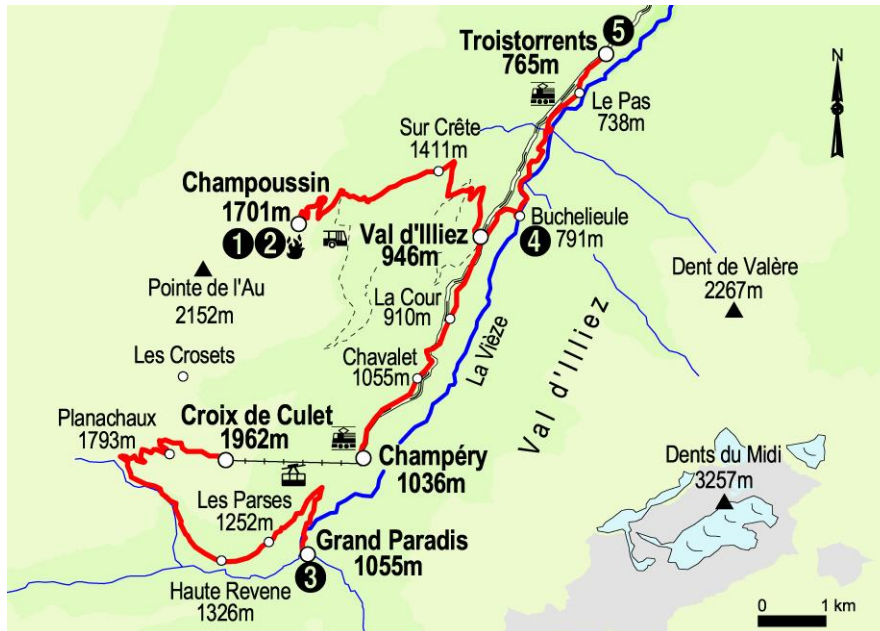 5
Troistorrents
765m
N
Le Pas
738m
Sur Crête
1411m
Champoussin
1701m
1 2
Buchelieule
791m
4
Val d'Illiez
946m
Pointe de l'Au
2152m
Dent de Valère
2267m
La Cour
910m
La Vièze
Val d'Illiez
Les Crosets
Chavalet
1055m
Planachaux
1793m
Croix de Culet
1962m
Champéry
1036m
Dents du Midi
3257m
Les Parses
1252m
Grand Paradis
1055m
3
Haute Revene
1326m
0 1 km